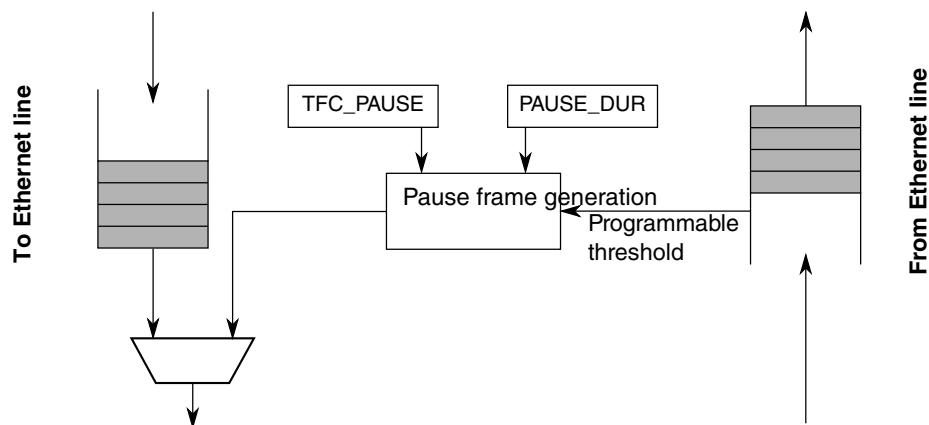 To Ethernet line
TFC_PAUSE
PAUSE_DUR
Pause frame generation
Programmable
threshold
From Ethernet line